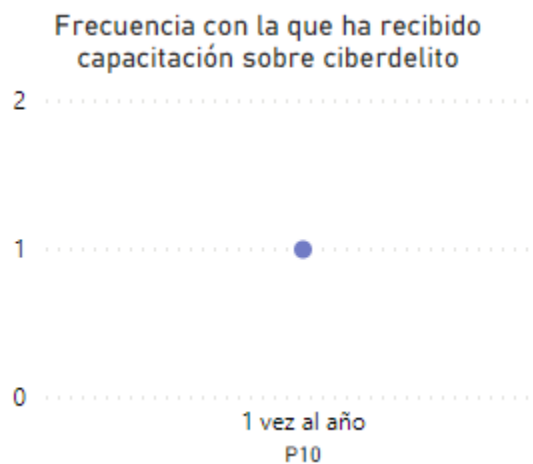 Frecuencia con la que ha recibido
capacitación sobre ciberdelito
2
1
0
1 vez al año
P10